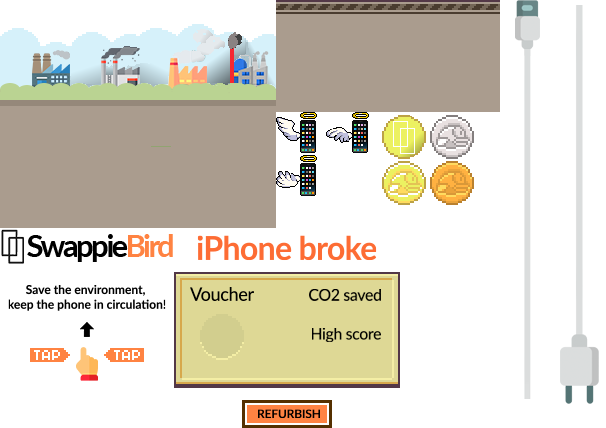 SwappieBird
iPhone broke
Save the environment,
keep the phone in circulation!
TAP TAP
Voucher
CO2 saved
High score
REFURBISH